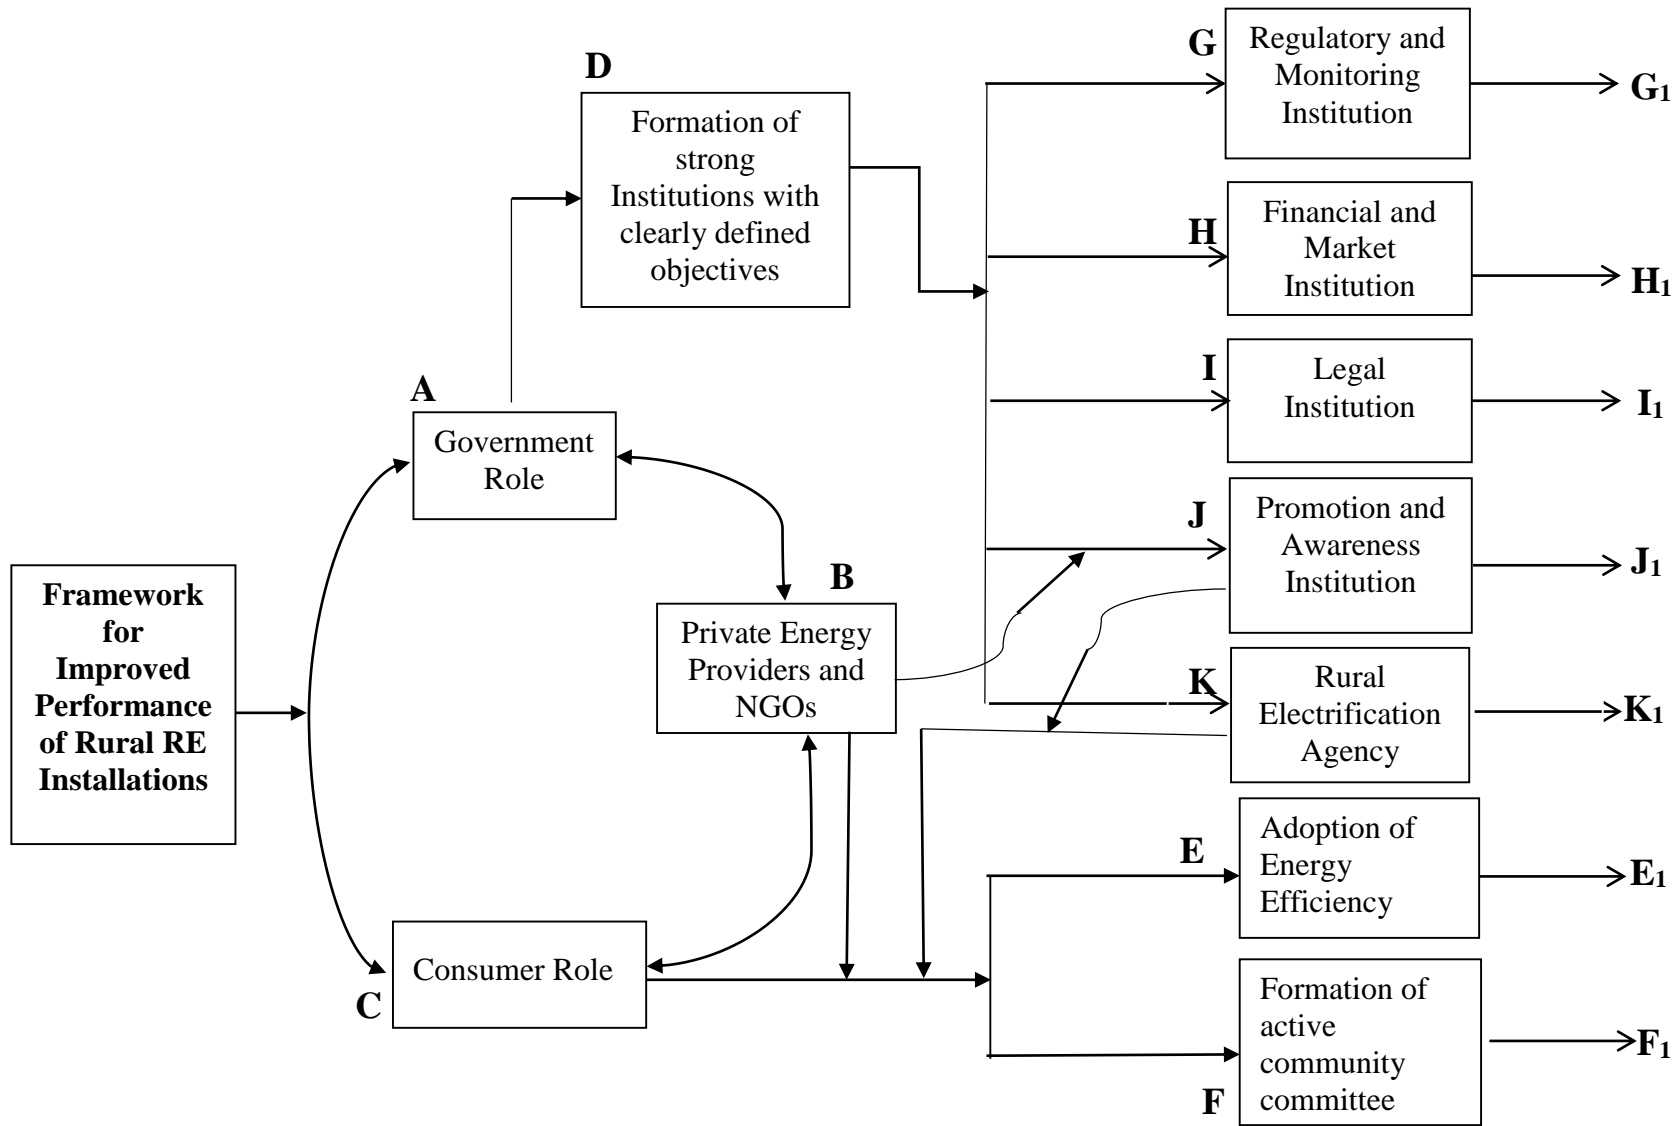 D
Formation of
strong
Institutions with
clearly defined
objectives
G
Regulatory and
Monitoring
Institution
G1
H
Financial and
Market
Institution
H1
I
Legal
Institution
I1
A
Government
Role
J
Promotion and
Awareness
Institution
J1
Framework
for
Improved
Performance
of Rural RE
Installations
B
Private Energy
Providers and
NGOs
K
Rural
Electrification
Agency
K1
E
Adoption of
Energy
Efficiency
E1
Consumer Role
C
Formation of
active
community
committee
F
F1